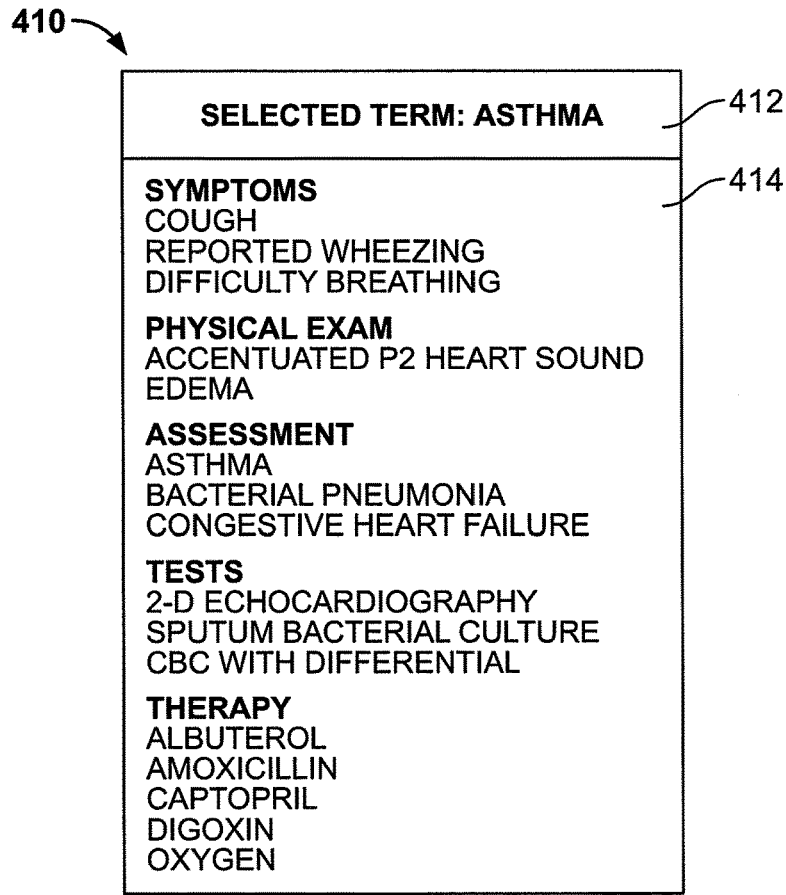 410
SELECTED TERM: ASTHMA
412
414
SYMPTOMS
COUGH
REPORTED WHEEZING
DIFFICULTY BREATHING
PHYSICAL EXAM
ACCENTUATED P2 HEART SOUND
EDEMA
ASSESSMENT
ASTHMA
BACTERIAL PNEUMONIA
CONGESTIVE HEART FAILURE
TESTS
2-D ECHOCARDIOGRAPHY
SPUTUM BACTERIAL CULTURE
CBC WITH DIFFERENTIAL
THERAPY
ALBUTEROL
AMOXICILLIN
CAPTOPRIL
DIGOXIN
OXYGEN